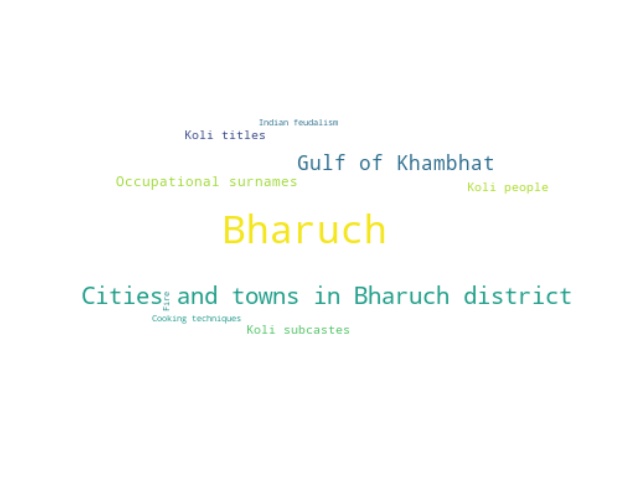 Indian feudalism
Koli titles
Gulf of Khambhat
Occupational surnames
Koli people
Bharuch
Cities and towns in Bharuch district
Fire
Cooking techniques
Koli subcastes